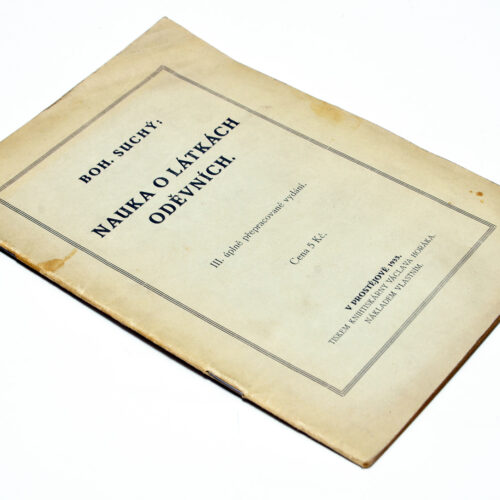 BOH. SUCHÝ:
NAUKA O LÁTKÁCH
ODĚVNÍCH.
III. úplně přepracované vydání.
Cena 5 Kč.
V PROSTĚJOVĚ 1935.
TISKEM KNIHTISKÁRNY VÁCLAVA HORÁKA.
NÁKLADEM VLASTNÍM.